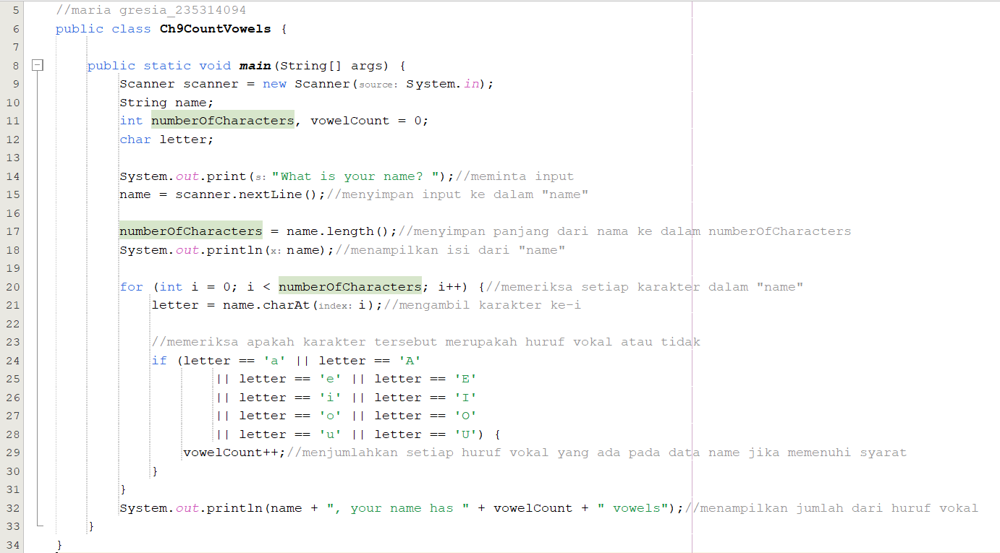 5 //maria gresia_235314094
6 public class Ch9CountVowels {
7
8 public static void main(String[] args) {
9 Scanner scanner = new Scanner(source: System.in);
10 String name;
11 int numberOfCharacters, vowelCount = 0;
12 char letter;
13
14 System.out.print(s: "What is your name? ");//meminta input
15 name = scanner.nextLine();//menyimpan input ke dalam "name"
16
17 numberOfCharacters = name.length();//menyimpan panjang dari nama ke dalam numberOfCharacters
18 System.out.println(x: name);//menampilkan isi dari "name"
19
20 for (int i = 0; i < numberOfCharacters; i++) {//memeriksa setiap karakter dalam "name"
21 letter = name.charAt(index: i);//mengambil karakter ke-i
22
23 //memeriksa apakah karakter tersebut merupakah huruf vokal atau tidak
24 if (letter == 'a' || letter == 'A'
25 || letter == 'e' || letter == 'E'
26 || letter == 'i' || letter == 'I'
27 || letter == 'o' || letter == 'O'
28 || letter == 'u' || letter == 'U') {
29 vowelCount++;//menjumlahkan setiap huruf vokal yang ada pada data name jika memenuhi syarat
30 }
31 }
32 System.out.println(name + ", your name has " + vowelCount + " vowels");//menampilkan jumlah dari huruf vokal
33 }
34 }